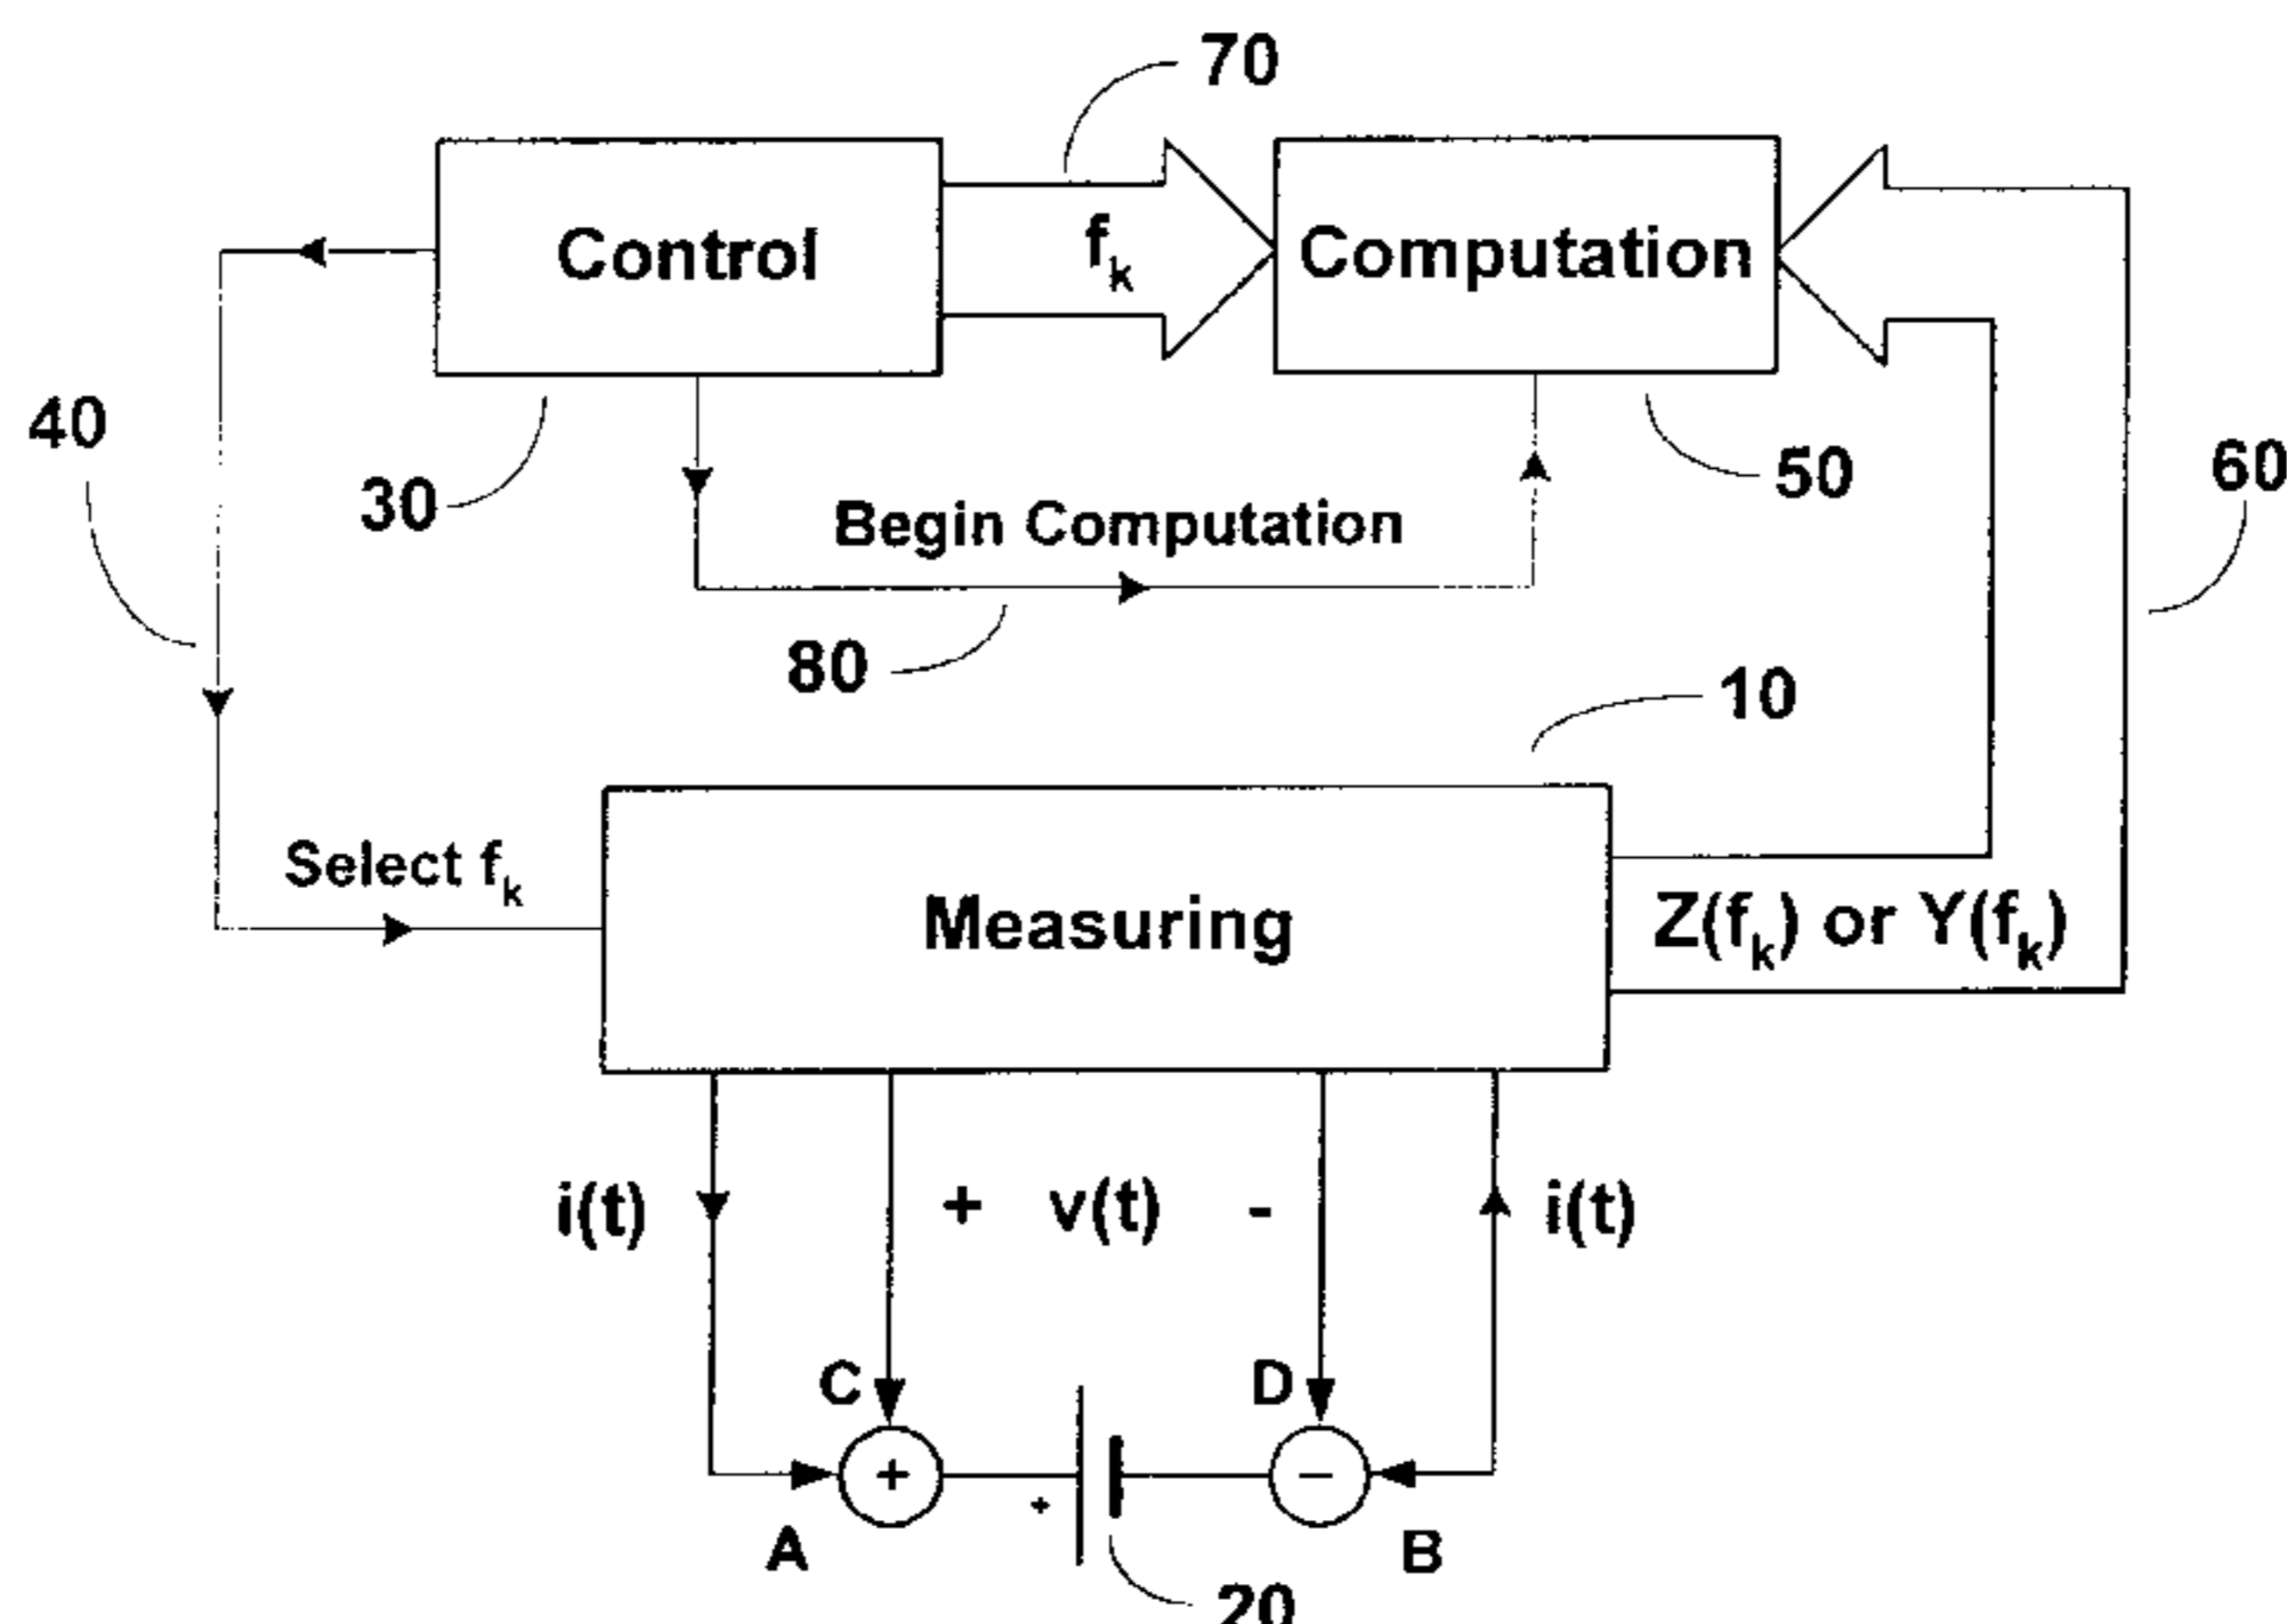 70
Control
f_k
Computation
40
30
50
60
Begin Computation
80
10
Select f_k
Measuring
Z(f_k) or Y(f_k)
i(t)
+ v(t) -
i(t)
C
D
+
−
+
A
B
20